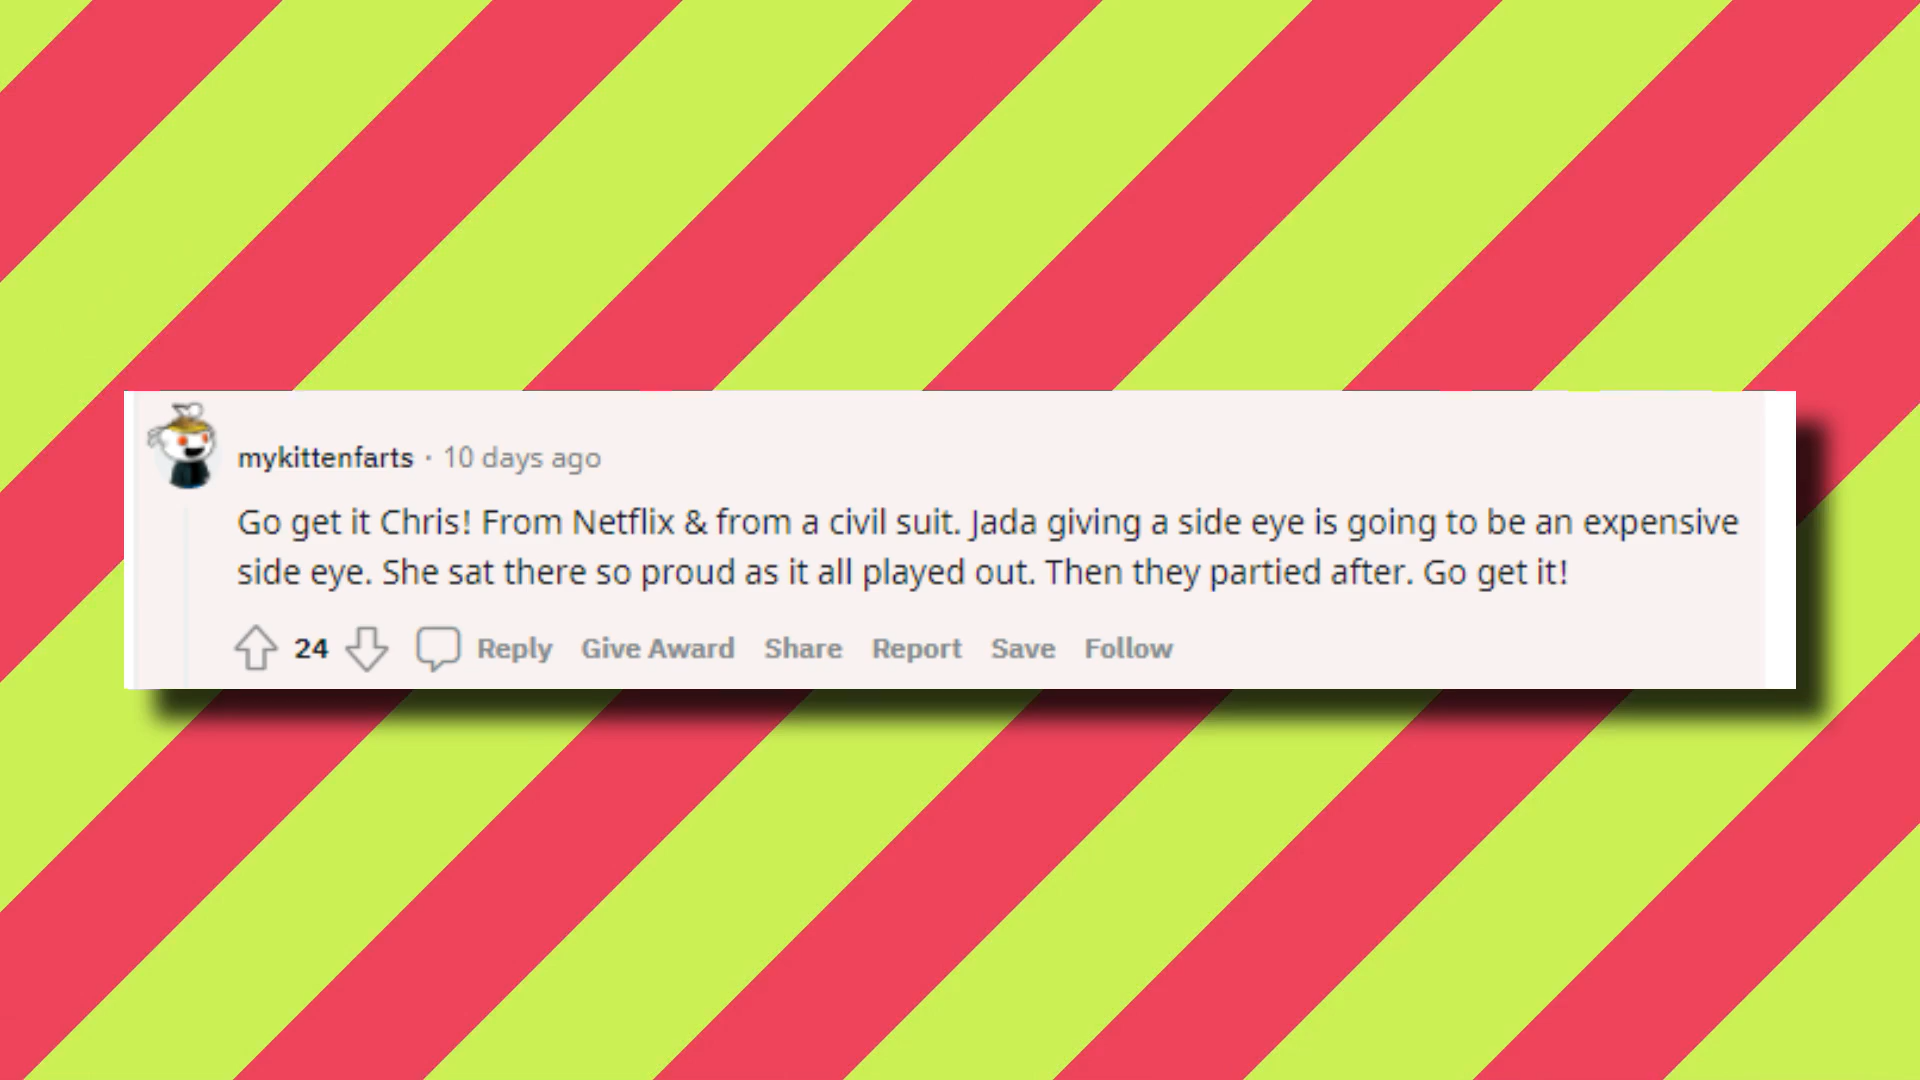 mykittenfarts · 10 days ago
Go get it Chris! From Netflix & from a civil suit. Jada giving a side eye is going to be an expensive
side eye. She sat there so proud as it all played out. Then they partied after. Go get it!
24 Reply Give Award Share Report Save Follow